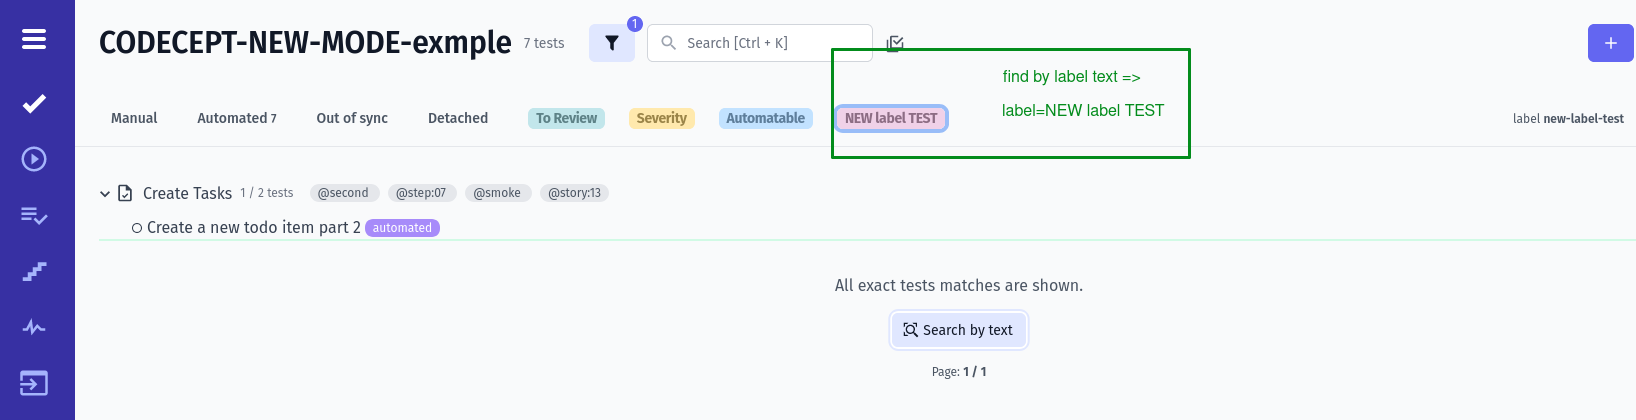 CODECEPT-NEW-MODE-exmple 7 tests 1 Search [Ctrl + K]
find by label text =>
label=NEW label TEST
Manual Automated 7 Out of sync Detached To Review Severity Automatable NEW label TEST label new-label-test
Create Tasks 1 / 2 tests @second @step:07 @smoke @story:13
Create a new todo item part 2 automated
All exact tests matches are shown.
Search by text
Page: 1 / 1